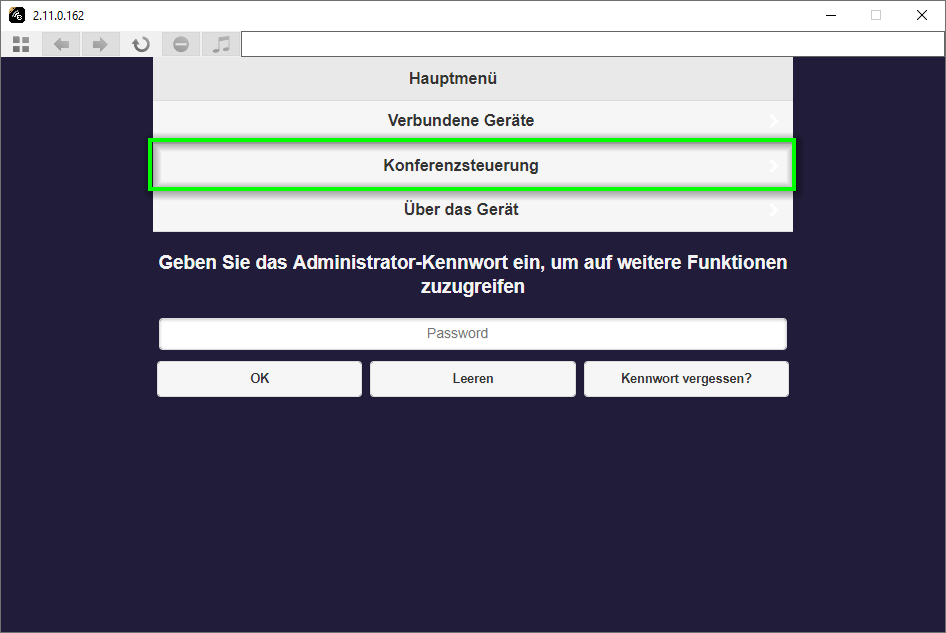 2.11.0.162
Hauptmenü
Verbundene Geräte
Konferenzsteuerung
Über das Gerät
Geben Sie das Administrator-Kennwort ein, um auf weitere Funktionen
zuzugreifen
Password
OK
Leeren
Kennwort vergessen?